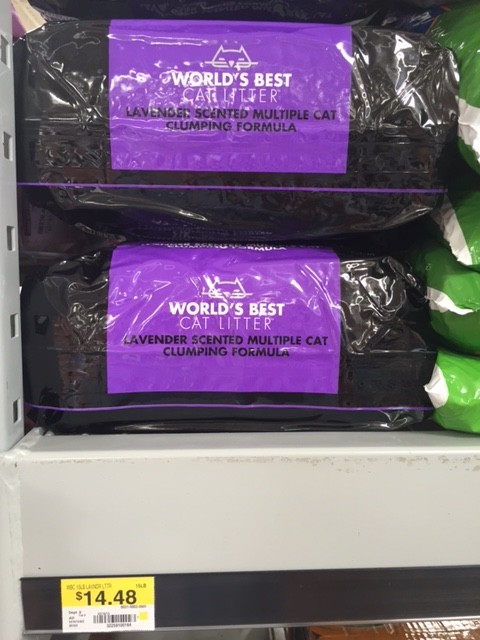 WORLD'S BEST
CAT LITTER
LAVENDER SCENTED MULTIPLE CAT
CLUMPING FORMULA
WORLD'S BEST
CAT LITTER
LAVENDER SCENTED MULTIPLE CAT
CLUMPING FORMULA
15LB
$14.48